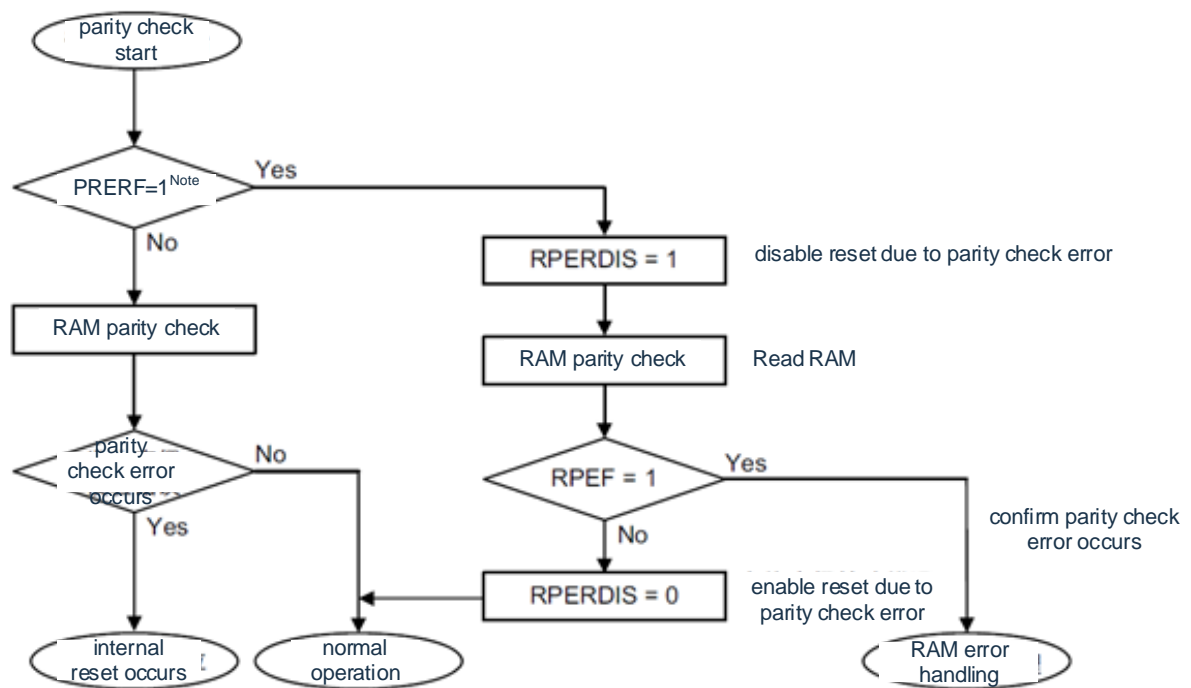 parity check
start
PRERF=1Note
Yes
No
RPERDIS = 1
disable reset due to parity check error
RAM parity check
RAM parity check
Read RAM
parity
check error
occurs
No
Yes
RPEF = 1
Yes
No
confirm parity check
error occurs
RPERDIS = 0
enable reset due to
parity check error
internal
reset occurs
normal
operation
RAM error
handling